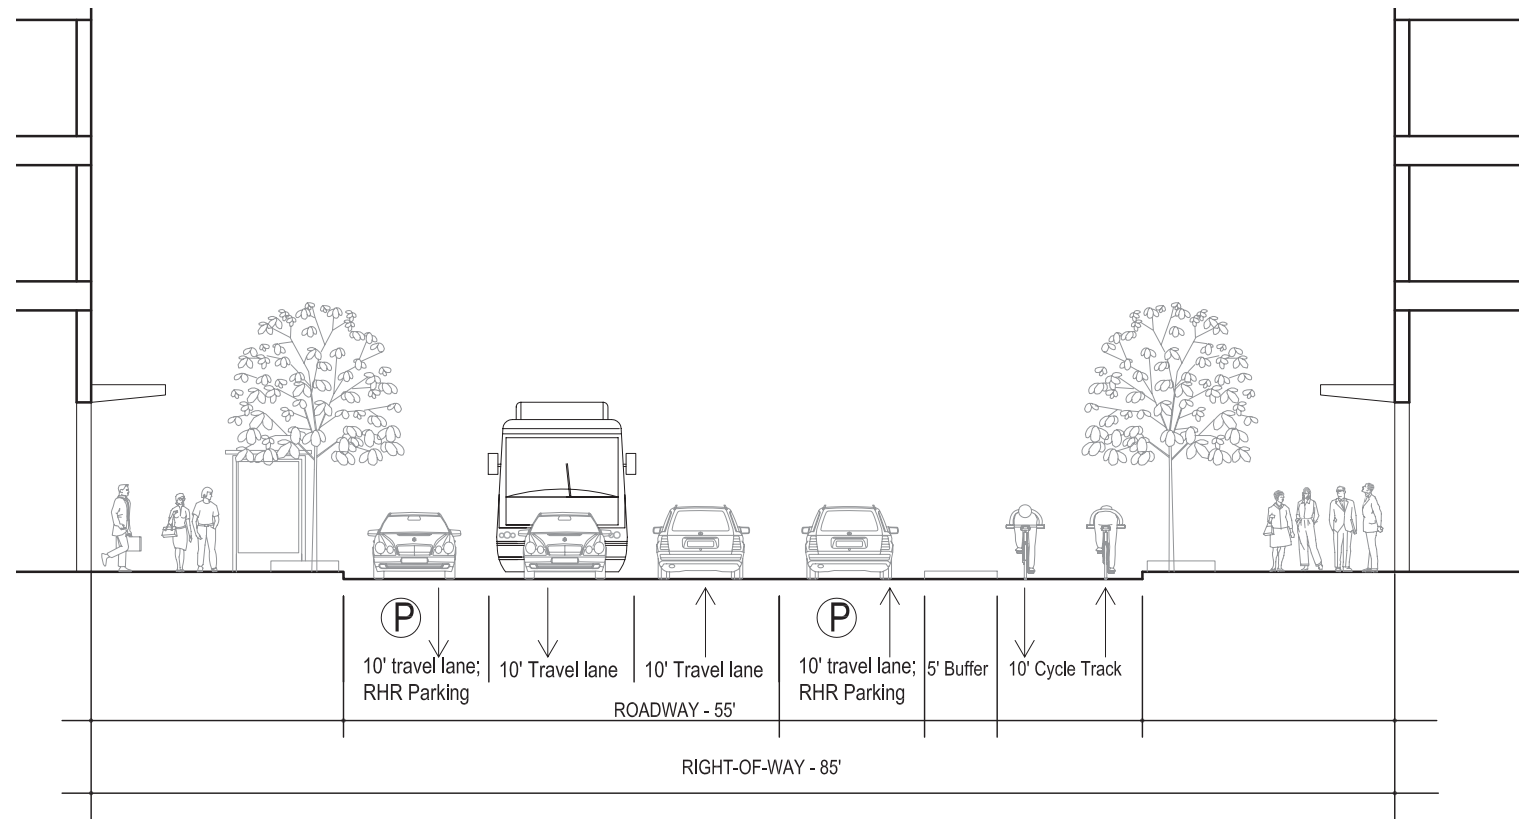 P
10' travel lane;
RHR Parking
10' Travel lane
10' Travel lane
P
10' travel lane;
RHR Parking
5' Buffer
10' Cycle Track
ROADWAY - 55'
RIGHT-OF-WAY - 85'